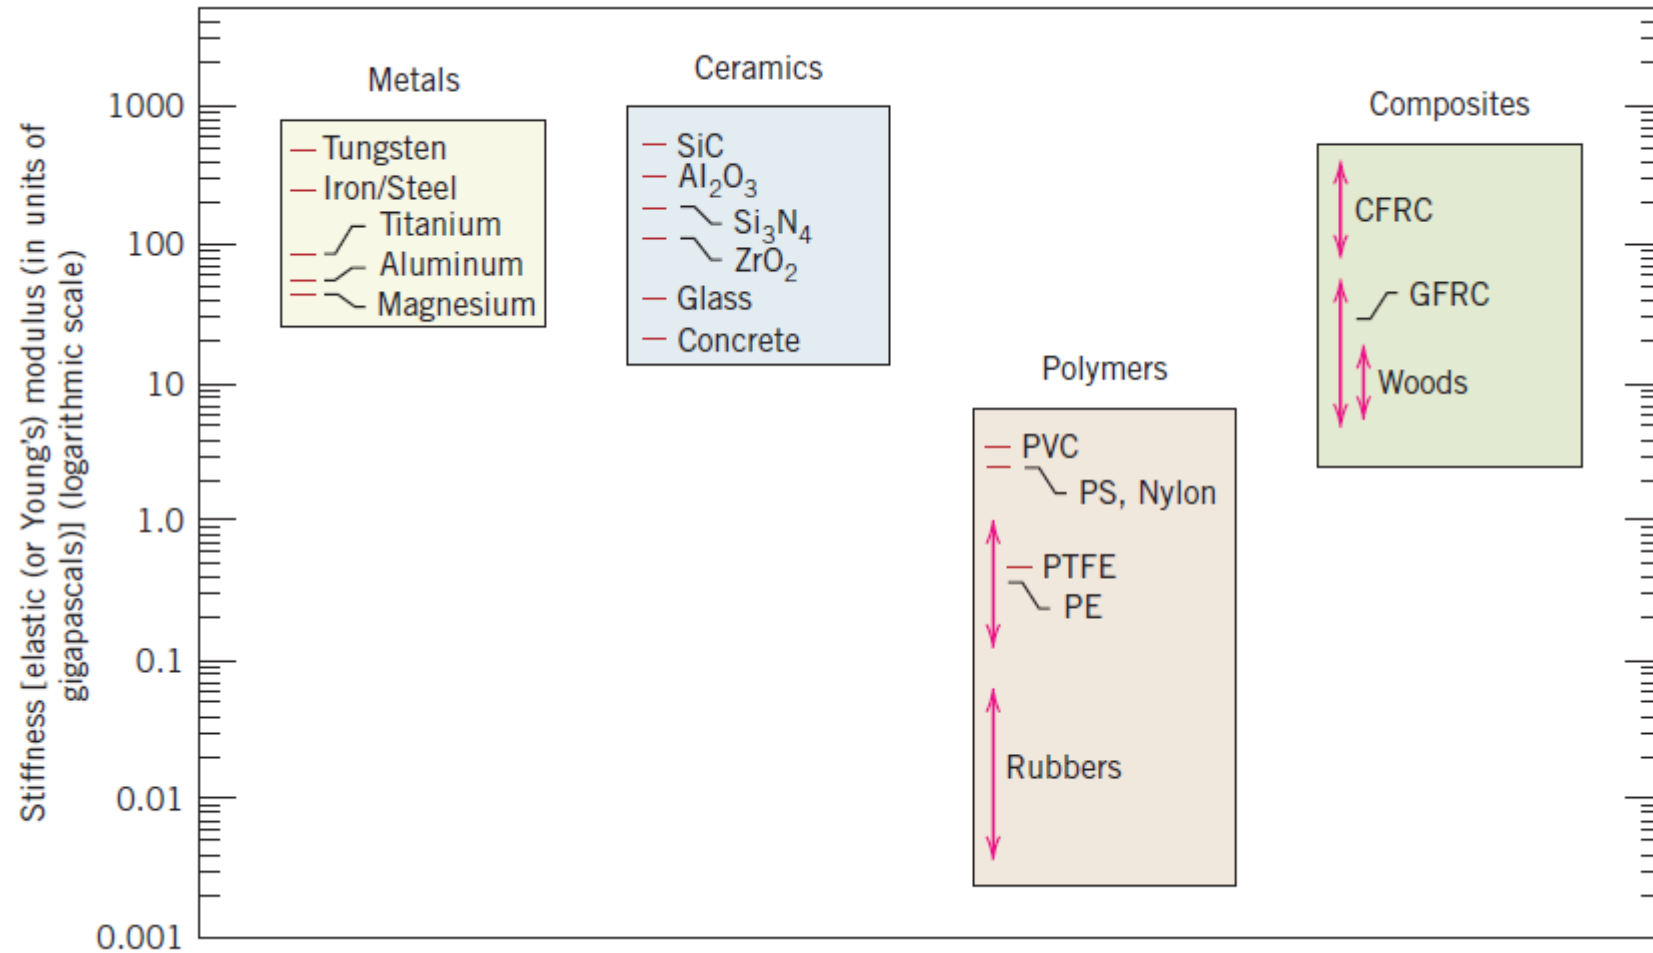 Stiffness [elastic (or Young's) modulus (in units of
gigapascals)] (logarithmic scale)
1000
100
10
1.0
0.1
0.01
0.001
Metals
Tungsten
Iron/Steel
Titanium
Aluminum
Magnesium
Ceramics
SiC
Al₂O₃
Si₃N₄
ZrO₂
Glass
Concrete
Polymers
PVC
PS, Nylon
PTFE
PE
Rubbers
Composites
CFRC
GFRC
Woods